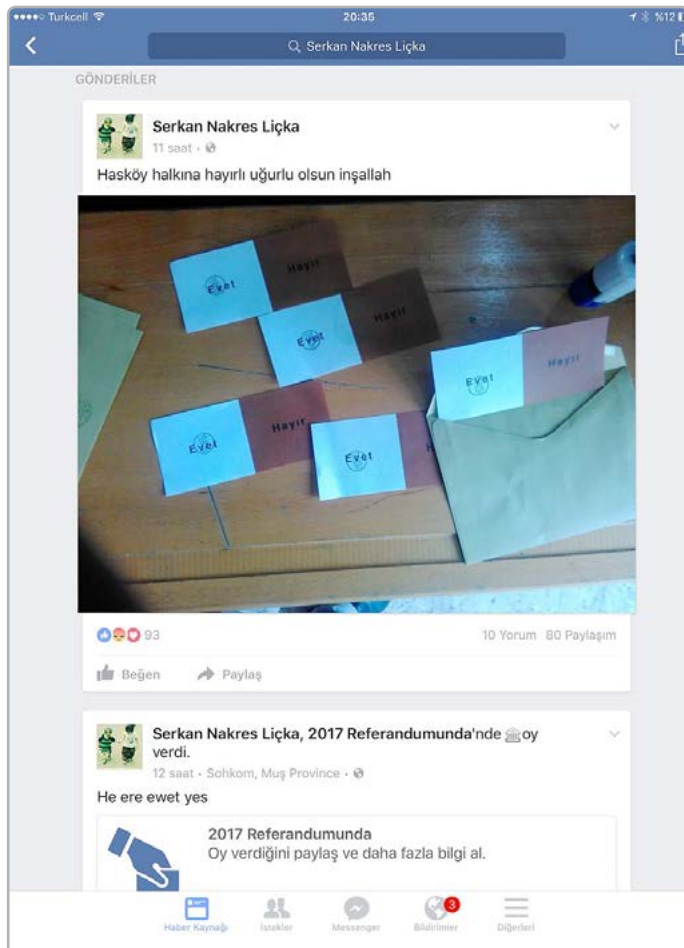 Turkcell
20:35
%12
Serkan Nakres Liçka
GÖNDERİLER
Serkan Nakres Liçka
11 saat
Hasköy halkına hayırlı uğurlu olsun inşallah
Evet Hayır
Evet Hayır
Evet Hayır
Evet Hayır
Evet Ha
93
10 Yorum 80 Paylaşım
Beğen Paylaş
Serkan Nakres Liçka, 2017 Referandumunda'nde oy
verdi.
12 saat · Sohkom, Muş Province
He ere ewet yes
2017 Referandumunda
Oy verdiğini paylaş ve daha fazla bilgi al.
3
Haber Kaynağı İstekler Messenger Bildirimler Diğerleri